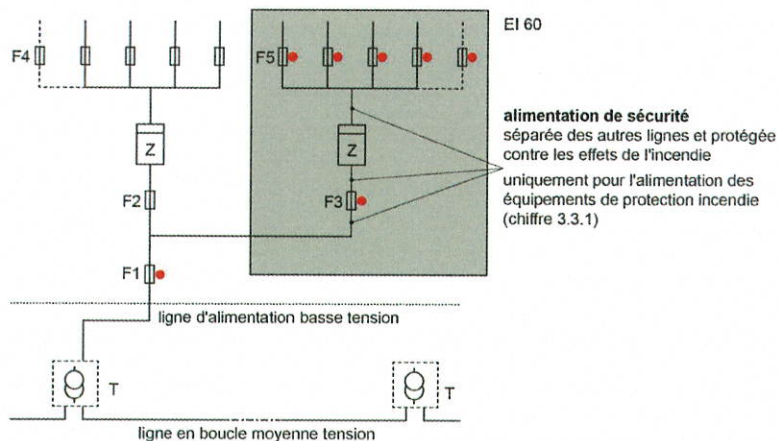 EI 60
F4
F5
alimentation de sécurité
séparée des autres lignes et protégée
contre les effets de l'incendie
Z
Z
uniquement pour l'alimentation des
équipements de protection incendie
(chiffre 3.3.1)
F2
F3
F1
ligne d'alimentation basse tension
T
T
ligne en boucle moyenne tension